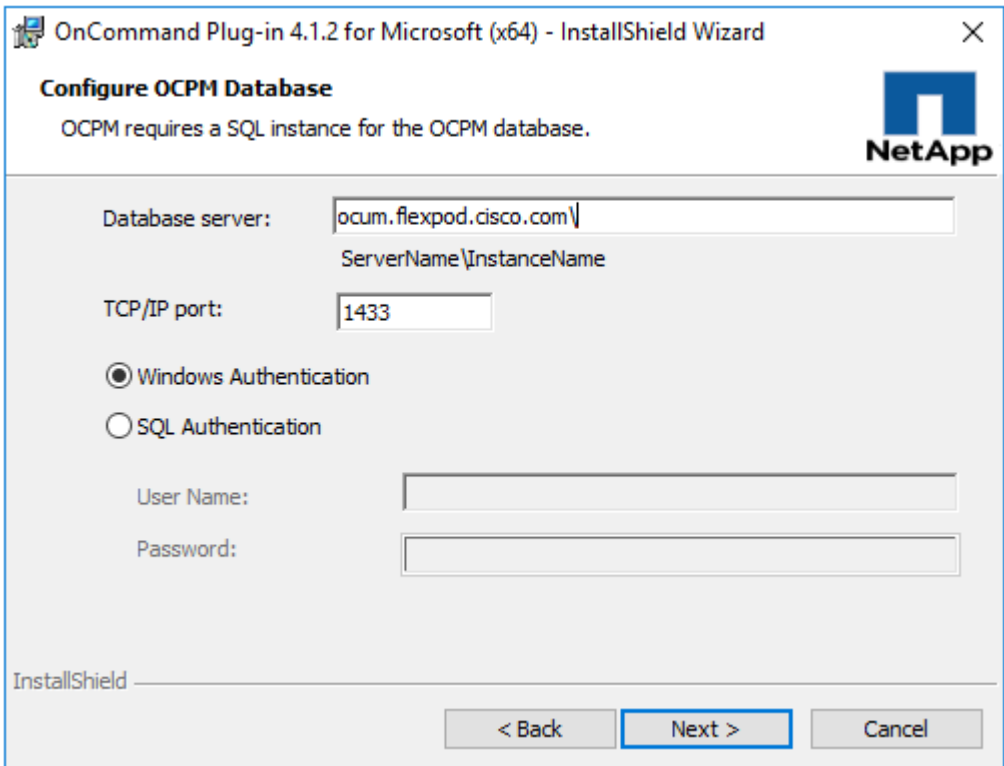 OnCommand Plug-in 4.1.2 for Microsoft (x64) - InstallShield Wizard
Configure OCPM Database
OCPM requires a SQL instance for the OCPM database.
NetApp
Database server: ocum.flexpod.cisco.com\
ServerName\InstanceName
TCP/IP port: 1433
Windows Authentication
SQL Authentication
User Name:
Password:
InstallShield
< Back Next > Cancel